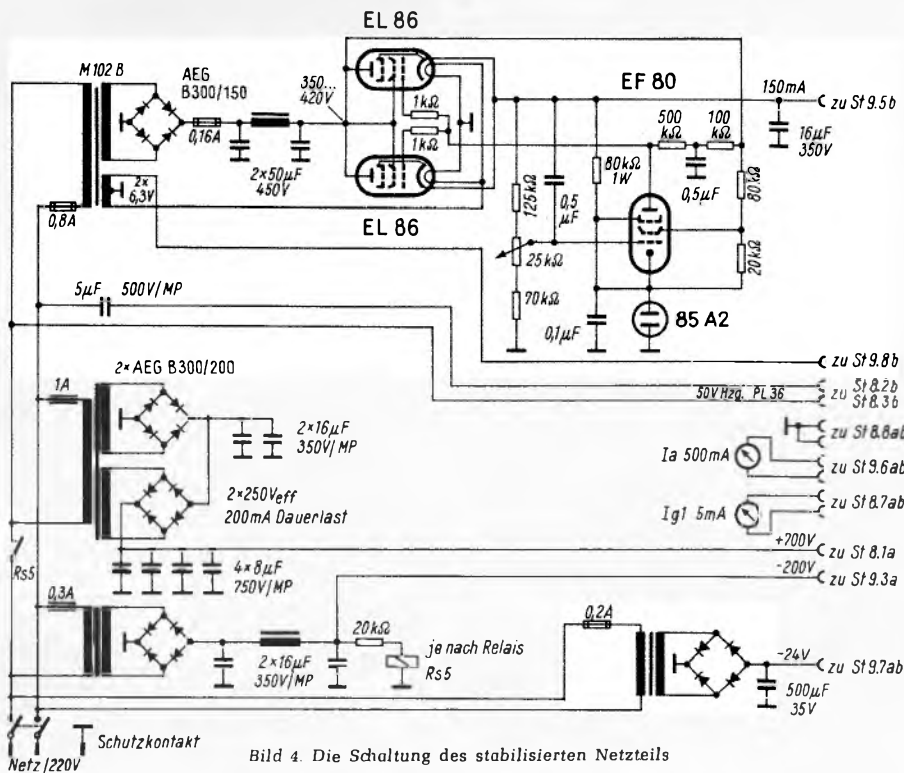 EL 86
M102B
AEG
B300/150
0,16A
350...
420V
1kΩ
1kΩ
2×50µF
450V
2×
6,3V
0,8A
EL 86
EF 80
150mA
zu St 9.5b
16µF
350V
500
kΩ
100
kΩ
80kΩ
1W
0,5µF
80kΩ
125kΩ
0,5
µF
25kΩ
20kΩ
70kΩ
0,1µF
85 A2
5µF 500V/MP
zu St 9.8b
zu St 8.2b
50V Hzg. PL 36
zu St 8.3b
1A
2× AEG B300/200
2×16µF
350V/MP
zu St 8.8ab
Ia 500mA
zu St 9.6ab
2×250Veff
200mA Dauerlast
Ig1 5mA
zu St 8.7ab
+700V
zu St 8.1a
Rs5
4×8µF
750V/MP
-200V
zu St 9.3a
0,3A
20kΩ
je nach Relais
Rs5
2×16µF
350V/MP
0,2A
-24V
zu St 9.7ab
500µF
35V
Schutzkontakt
Netz/220V
Bild 4. Die Schaltung des stabilisierten Netzteils